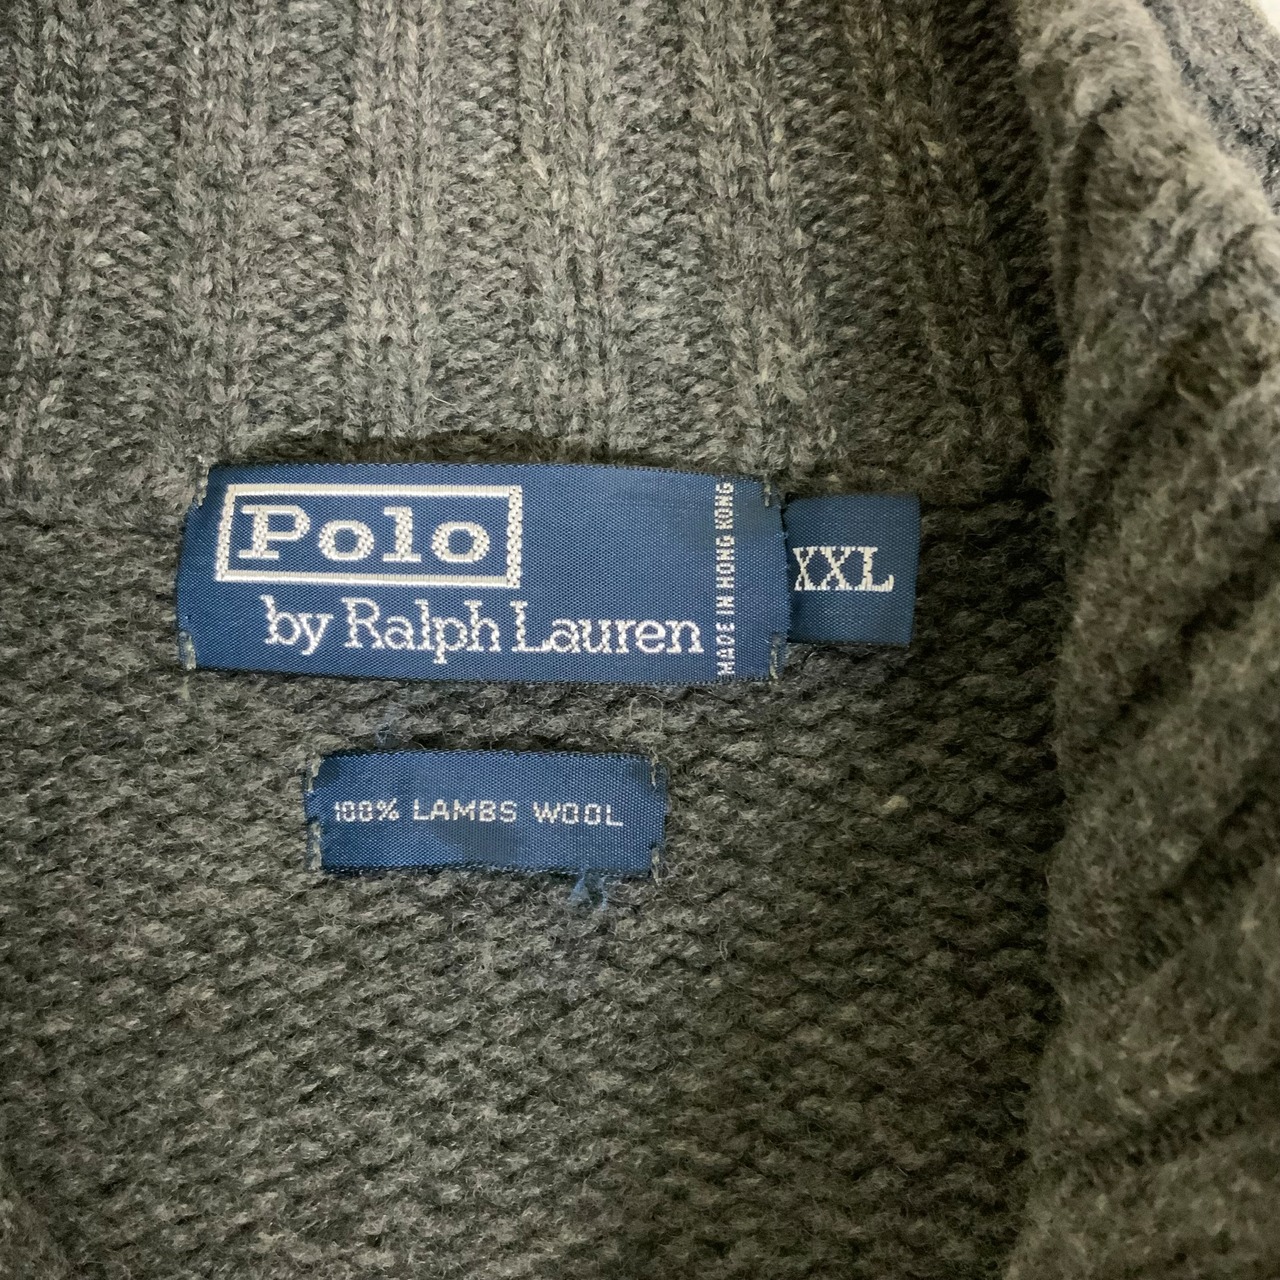 Polo
by Ralph Lauren
MADE IN HONG KONG
XXL
100% LAMBS WOOL